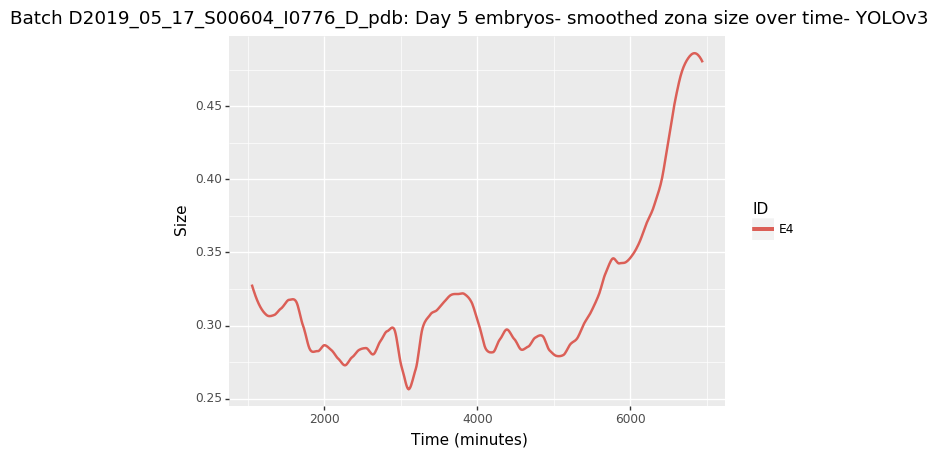 Batch D2019_05_17_S00604_I0776_D_pdb: Day 5 embryos- smoothed zona size over time- YOLOv3
0.45
0.40
0.35
0.30
0.25
Size
2000 4000 6000
Time (minutes)
ID
E4